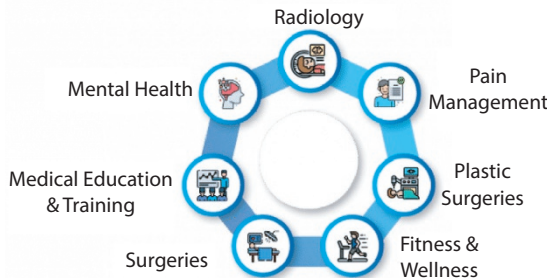 Radiology
Pain
Management
Plastic
Surgeries
Fitness &
Wellness
Surgeries
Medical Education
& Training
Mental Health